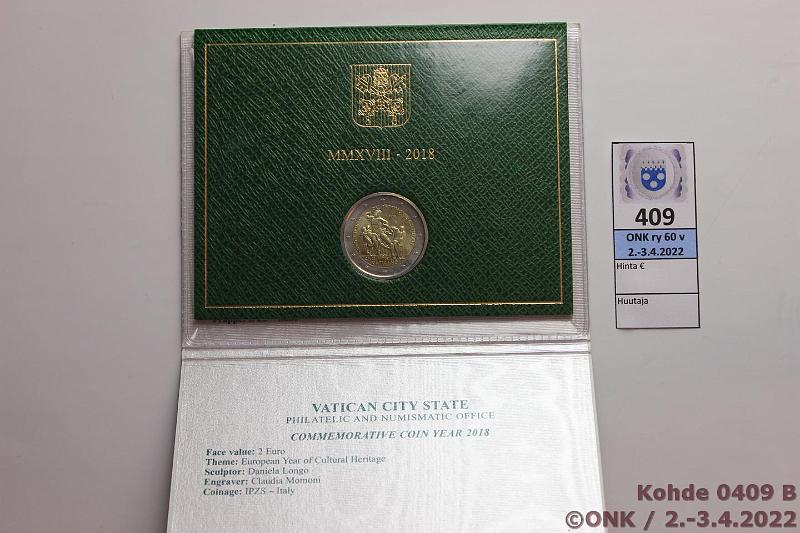 MMXVIII - 2018
409
ONK ry 60 v
2.-3.4.2022
Hinta €
Huutaja
VATICAN CITY STATE
PHILATELIC AND NUMISMATIC OFFICE
COMMEMORATIVE COIN YEAR 2018
Face value: 2 Euro
Theme: European Year of Cultural Heritage
Sculptor: Daniela Longo
Engraver: Claudia Momoni
Coinage: IPZS – Italy
Kohde 0409 B
©ONK / 2.-3.4.2022